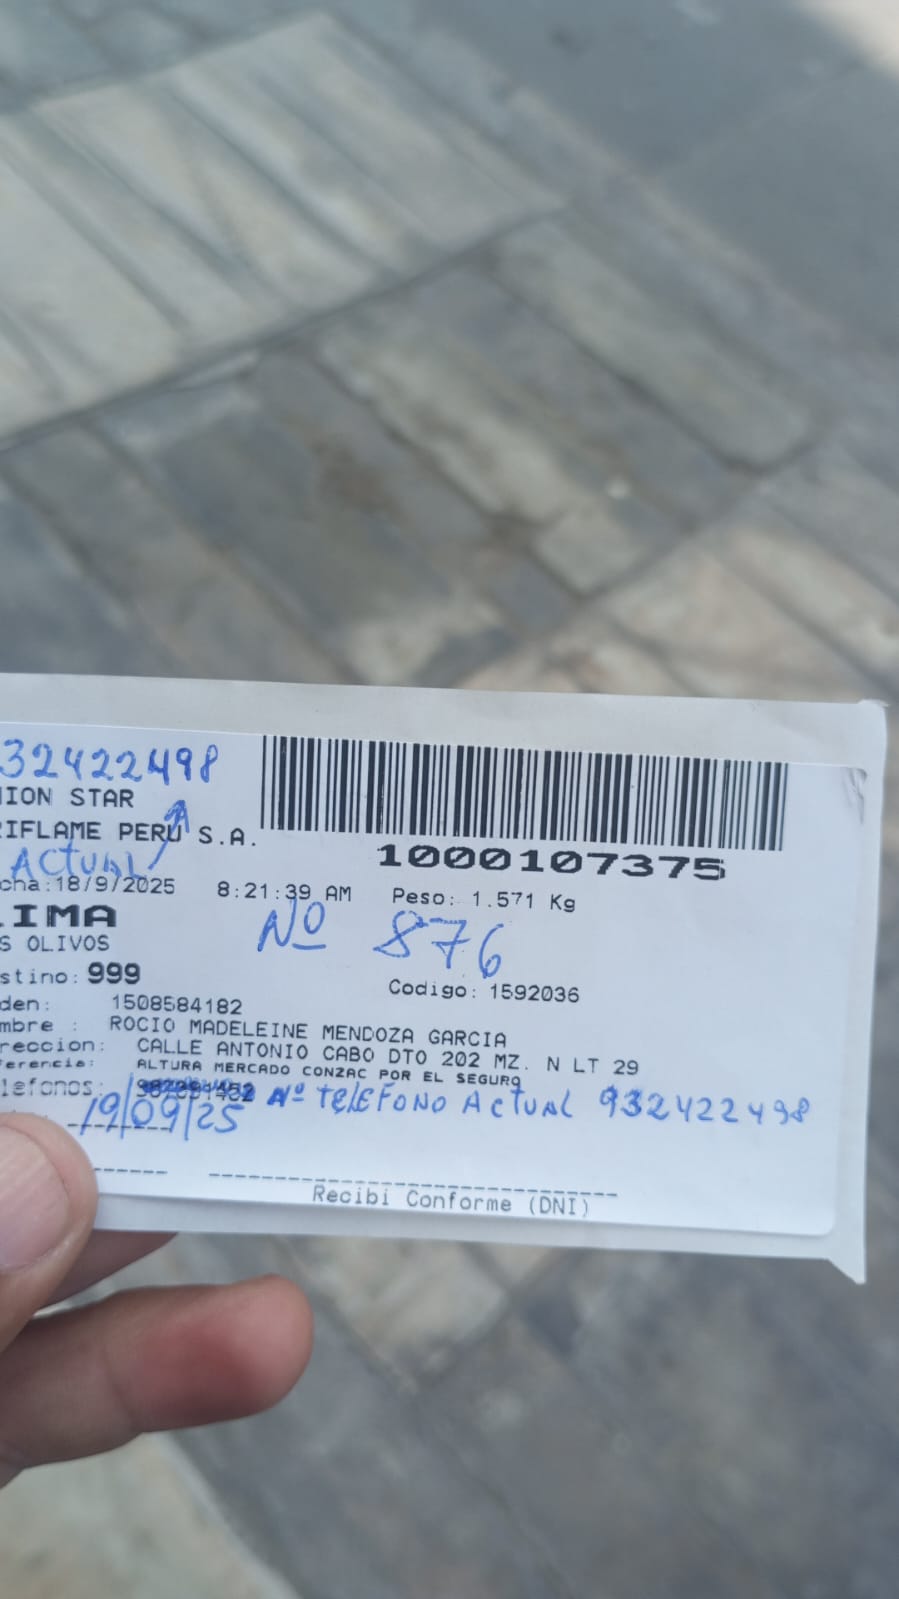 32422498
ION STAR
RIFLAME PERU S.A.
ACTUAL
1000107375
cha:18/9/2025 8:21:39 AM Peso: 1.571 Kg
LIMA
Nº 876
S OLIVOS
stino: 999
Codigo: 1592036
den: 1508584182
mbre : ROCIO MADELEINE MENDOZA GARCIA
reccion: CALLE ANTONIO CABO DTO 202 MZ. N LT 29
ferencia: ALTURA MERCADO CONZAC POR EL SEGURO
lefonos: Nº TELEFONO ACTUAL 932422498
19/09/25
Recibi Conforme (DNI)